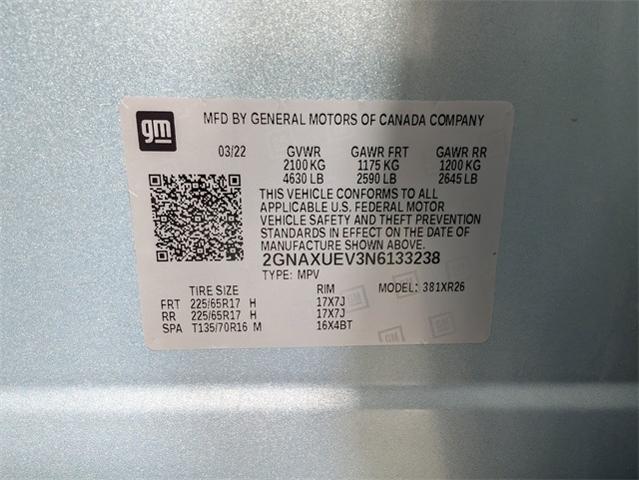 gm
MFD BY GENERAL MOTORS OF CANADA COMPANY
03/22 GVWR GAWR FRT GAWR RR
2100 KG 1175 KG 1200 KG
4630 LB 2590 LB 2645 LB
THIS VEHICLE CONFORMS TO ALL
APPLICABLE U.S. FEDERAL MOTOR
VEHICLE SAFETY AND THEFT PREVENTION
STANDARDS IN EFFECT ON THE DATE OF
MANUFACTURE SHOWN ABOVE.
2GNAXUEV3N6133238
TYPE: MPV
TIRE SIZE RIM MODEL: 381XR26
FRT 225/65R17 H 17X7J
RR 225/65R17 H 17X7J
SPA T135/70R16 M 16X4BT